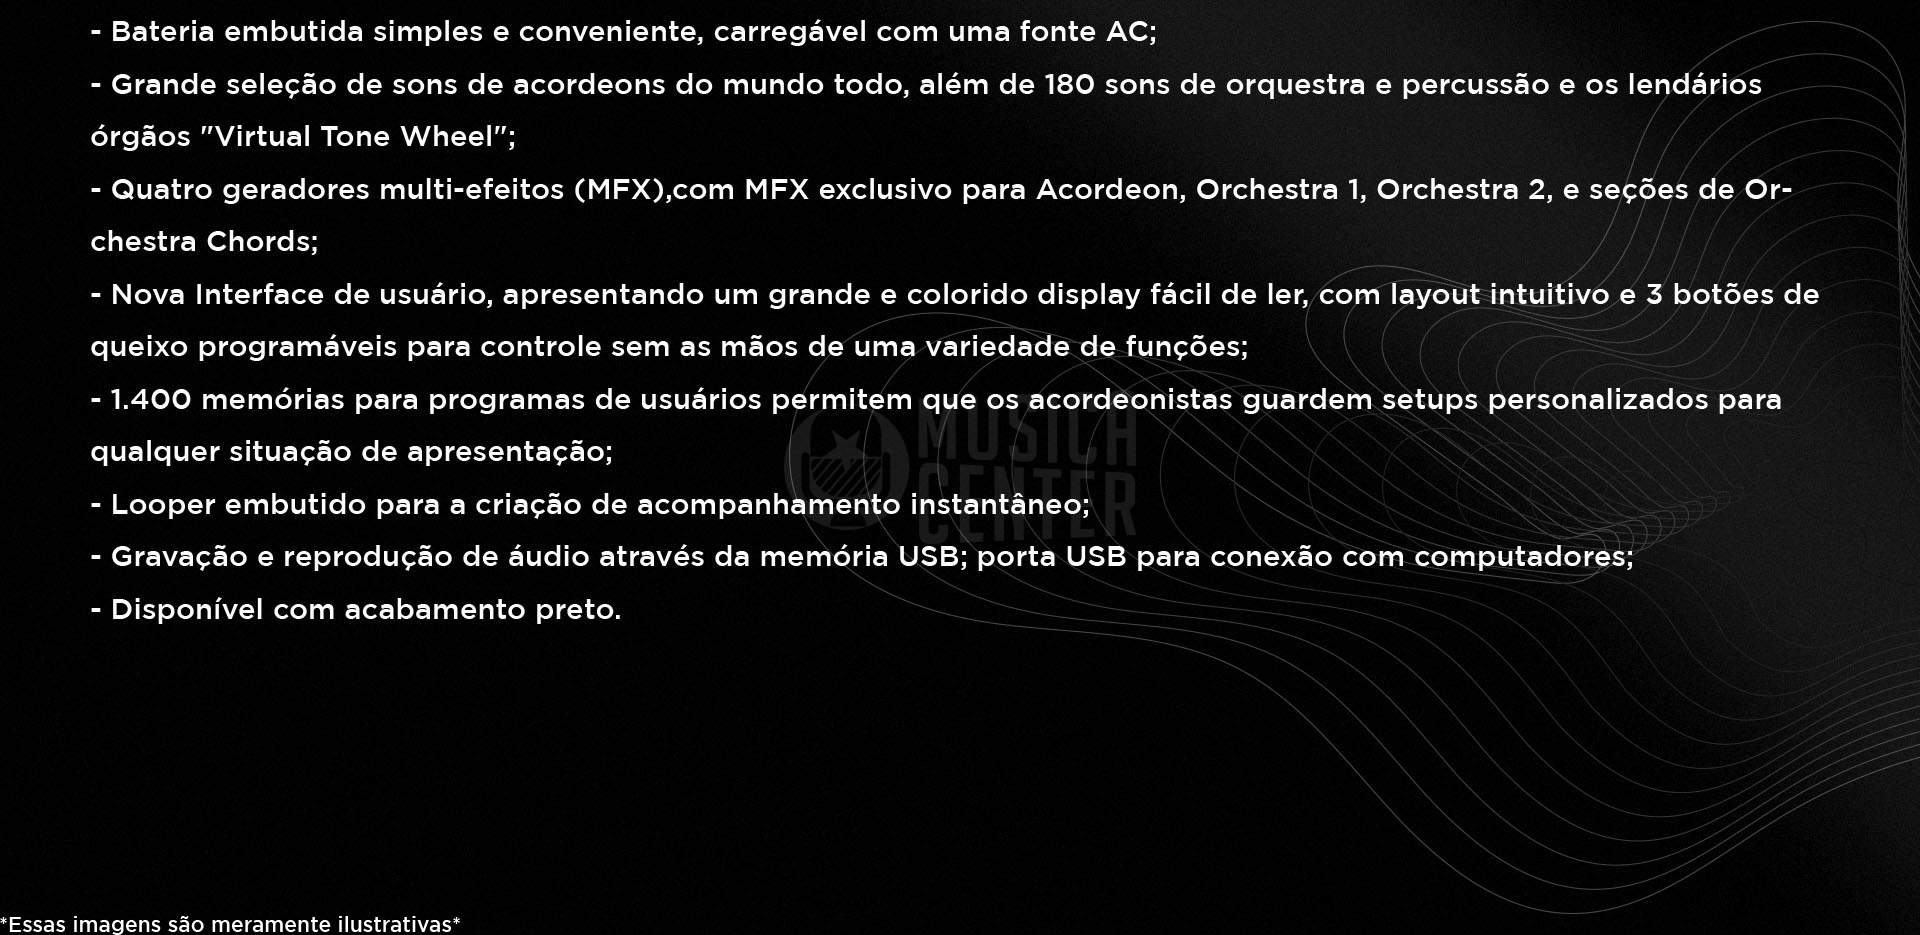 - Bateria embutida simples e conveniente, carregável com uma fonte AC;
- Grande seleção de sons de acordeons do mundo todo, além de 180 sons de orquestra e percussão e os lendários
órgãos "Virtual Tone Wheel";
- Quatro geradores multi-efeitos (MFX),com MFX exclusivo para Acordeon, Orchestra 1, Orchestra 2, e seções de Or-
chestra Chords;
- Nova Interface de usuário, apresentando um grande e colorido display fácil de ler, com layout intuitivo e 3 botões de
queixo programáveis para controle sem as mãos de uma variedade de funções;
- 1.400 memórias para programas de usuários permitem que os acordeonistas guardem setups personalizados para
qualquer situação de apresentação;
MUSICH
CENTER
- Looper embutido para a criação de acompanhamento instantâneo;
- Gravação e reprodução de áudio através da memória USB; porta USB para conexão com computadores;
- Disponível com acabamento preto.
*Essas imagens são meramente ilustrativas*